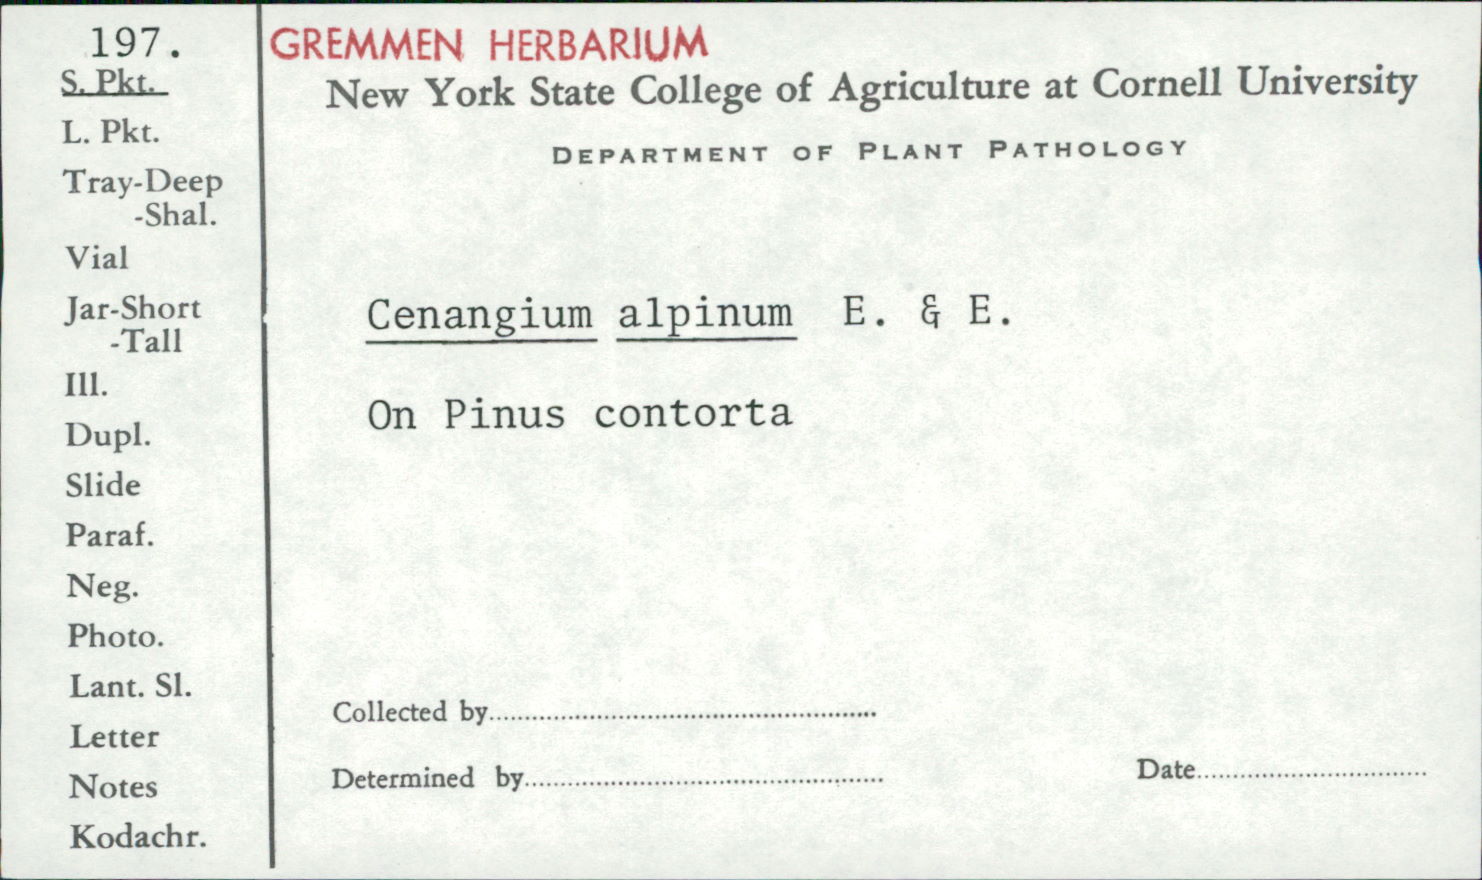 197.
S. Pkt.
L. Pkt.
Tray-Deep
-Shal.
Vial
Jar-Short
-Tall
Ill.
Dupl.
Slide
Paraf.
Neg.
Photo.
Lant. Sl.
Letter
Notes
Kodachr.
GREMMEN HERBARIUM
New York State College of Agriculture at Cornell University
DEPARTMENT OF PLANT PATHOLOGY
Cenangium alpinum E. & E.
On Pinus contorta
Collected by
Determined by
Date